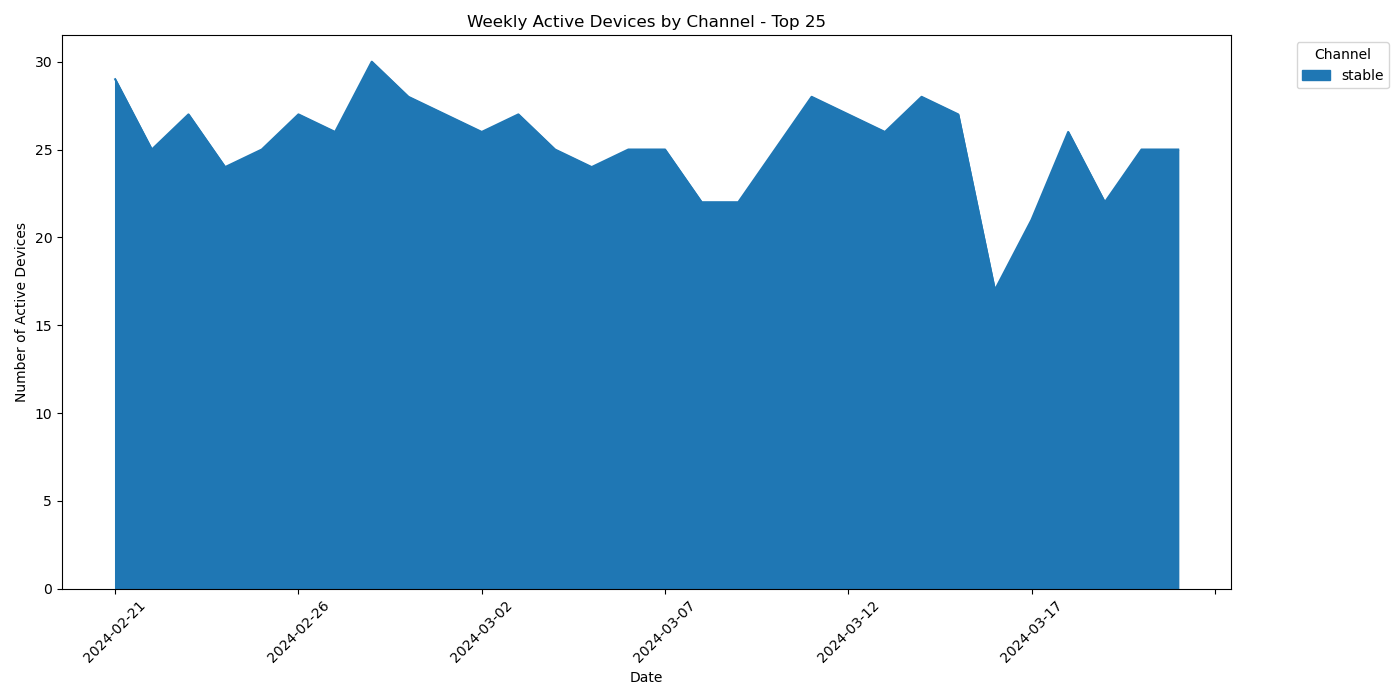 Weekly Active Devices by Channel - Top 25
Channel
stable
Number of Active Devices
30
25
20
15
10
5
0
2024-02-21
2024-02-26
2024-03-02
2024-03-07
2024-03-12
2024-03-17
Date